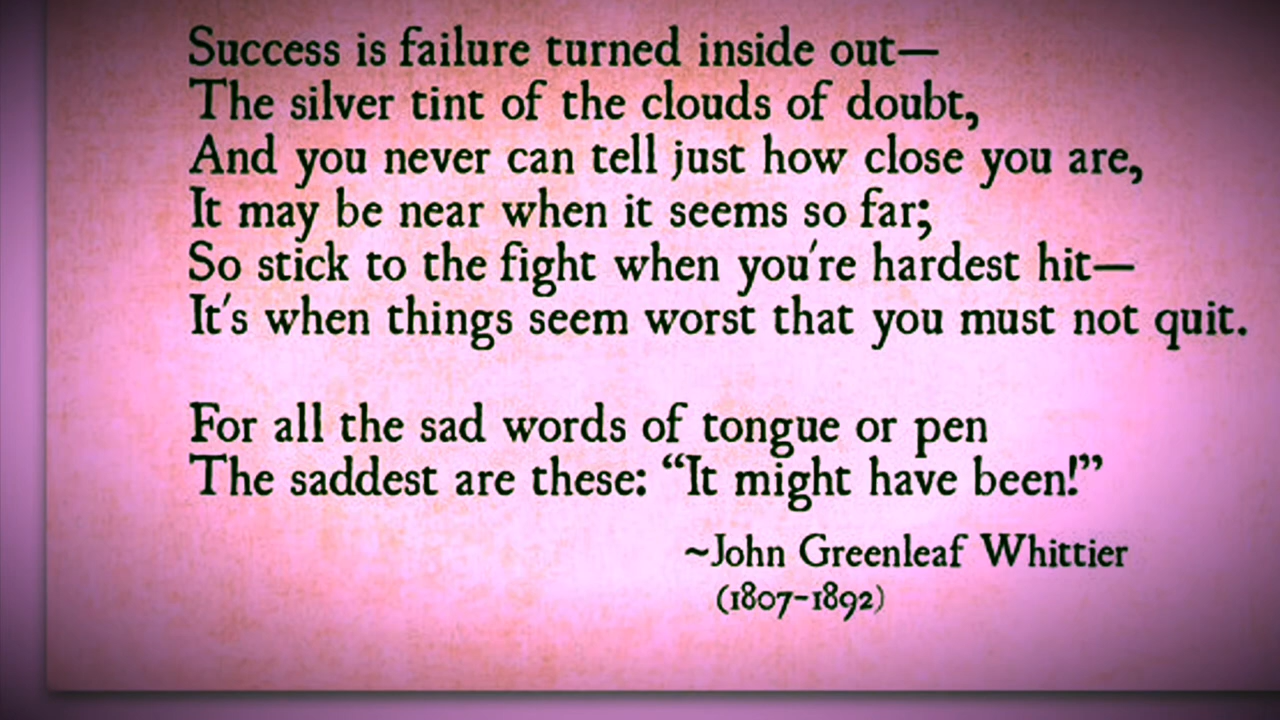 Success is failure turned inside out—
The silver tint of the clouds of doubt,
And you never can tell just how close you are,
It may be near when it seems so far;
So stick to the fight when you're hardest hit—
It's when things seem worst that you must not quit.

For all the sad words of tongue or pen
The saddest are these: “It might have been!”
~John Greenleaf Whittier
(1807-1892)